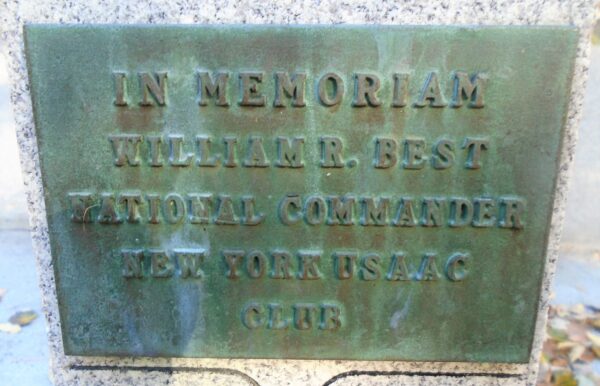 IN MEMORIAM
WILLIAM R. BEST
NATIONAL COMMANDER
NEW YORK USAAC
CLUB